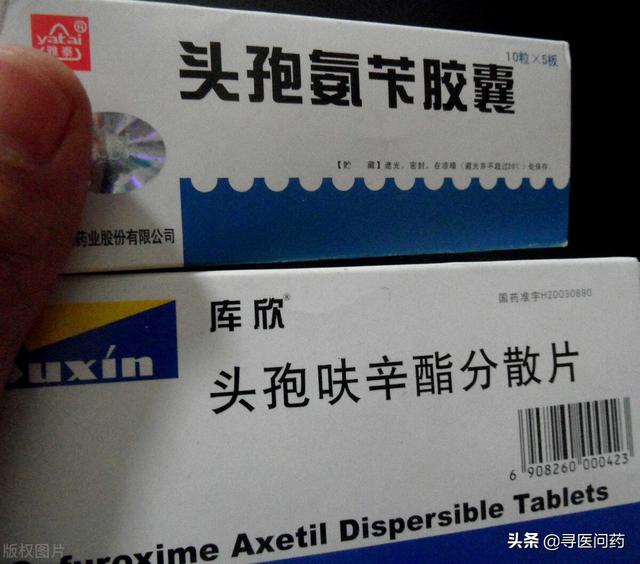 yatai®
雅泰
头孢氨苄胶囊
10粒×5板
【贮 藏】遮光，密封，在凉暗（避光并不超过20℃）处保存。
药业股份有限公司
国药准字H20030890
库欣®
uxin
头孢呋辛酯分散片
6 908260 000423
furoxime Axetil Dispersible Tablets
版权图片
头条 @寻医问药